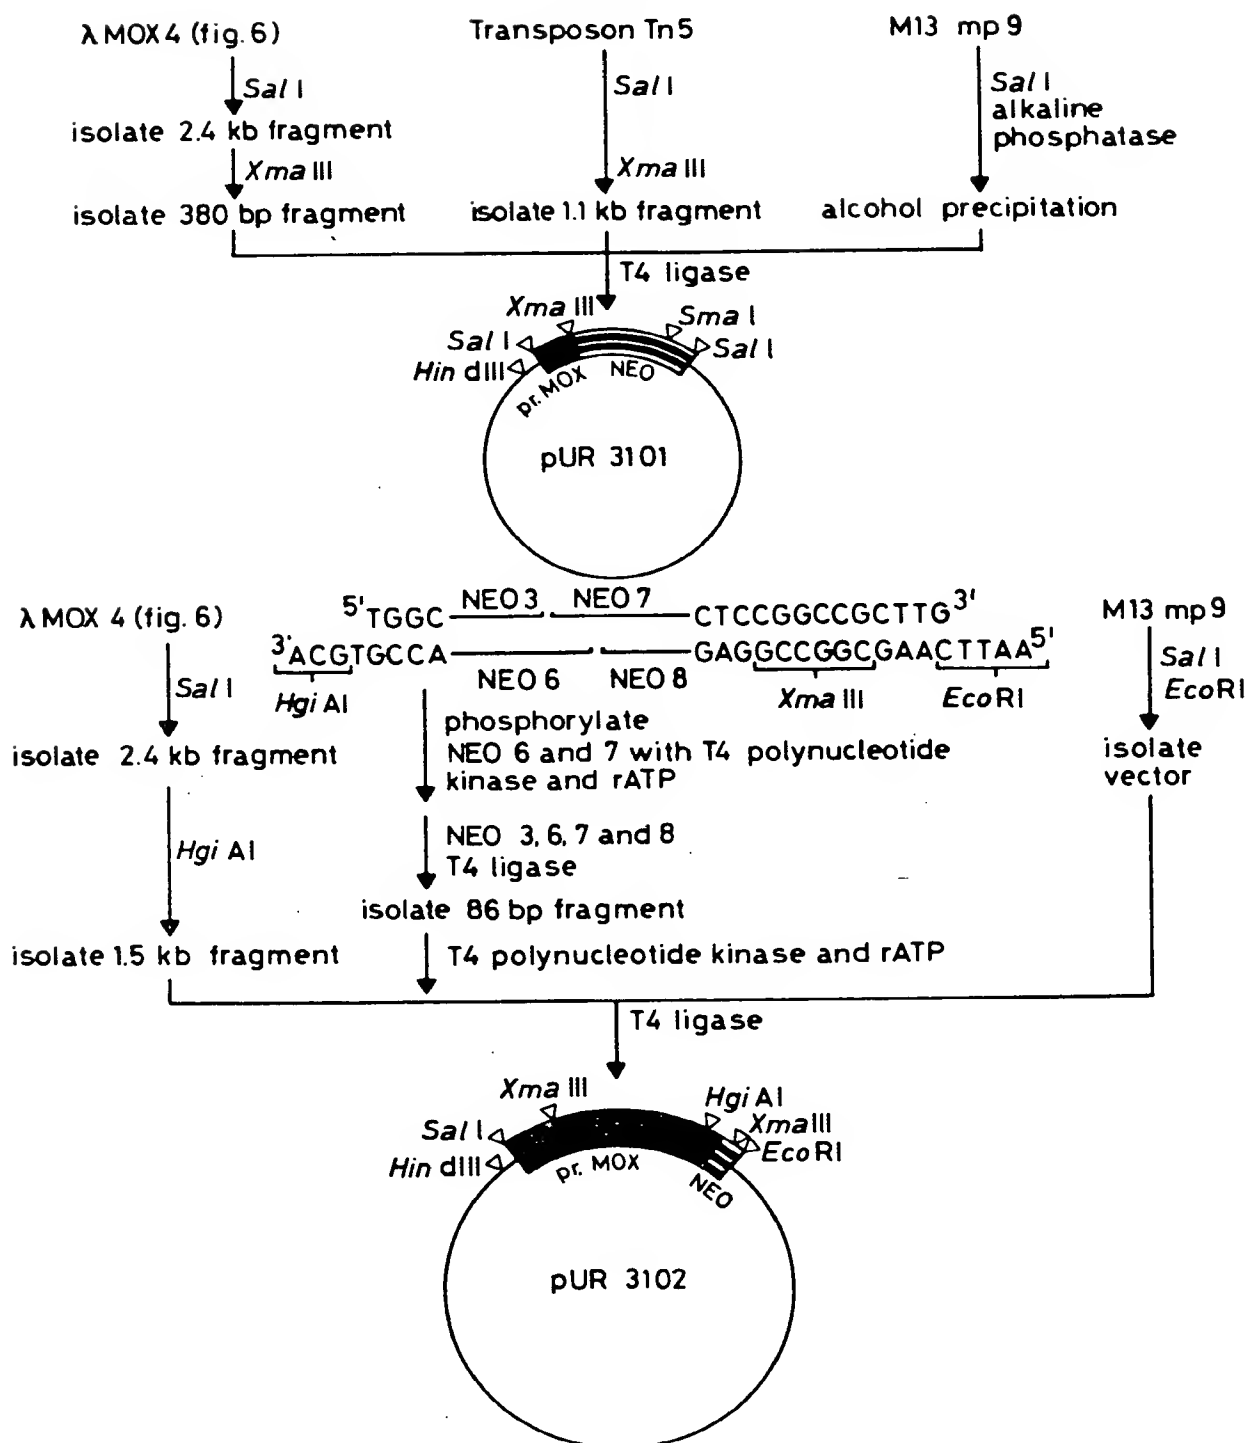 λ MOX 4 (fig. 6)
Transposon Tn5
M13 mp 9
Sal I
Sal I
Sal I
alkaline
phosphatase
isolate 2.4 kb fragment
Xma III
Xma III
isolate 380 bp fragment
isolate 1.1 kb fragment
alcohol precipitation
T4 ligase
Xma III
Sma I
Sal I
Sal I
Hin dIII
pr. MOX
NEO
pUR 3101
λ MOX 4 (fig. 6)
5'TGGC NEO 3 NEO 7 CTCCGGCCGCTTG3'
M13 mp 9
3'ACGTGCCA NEO 6 NEO 8 GAGGCCGGCGAACTTAA5'
Hgi AI
Xma III
EcoRI
Sal I
Sal I
EcoRI
phosphorylate
NEO 6 and 7 with T4 polynucleotide
kinase and rATP
isolate 2.4 kb fragment
isolate
vector
Hgi AI
NEO 3, 6, 7 and 8
T4 ligase
isolate 86 bp fragment
isolate 1.5 kb fragment
T4 polynucleotide kinase and rATP
T4 ligase
Xma III
Hgi AI
Xma III
EcoRI
Sal I
Hin dIII
pr. MOX
NEO
pUR 3102